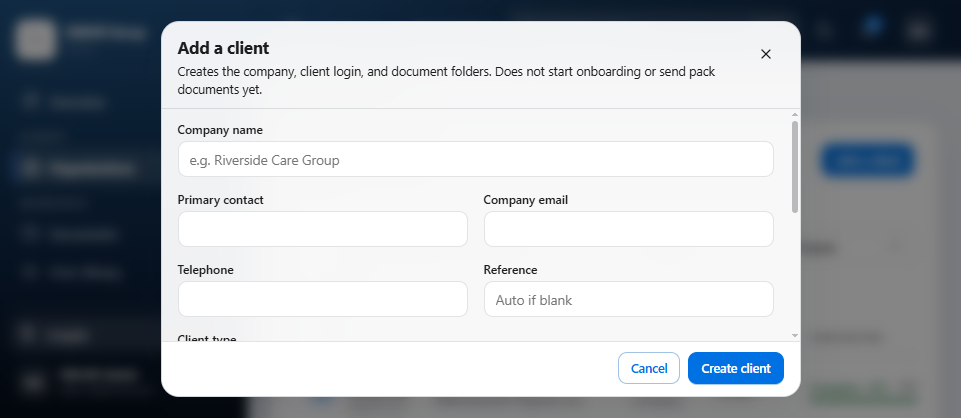 Add a client
Creates the company, client login, and document folders. Does not start onboarding or send pack
documents yet.
Company name
e.g. Riverside Care Group
Primary contact
Company email
Telephone
Reference
Auto if blank
Client type
Cancel
Create client